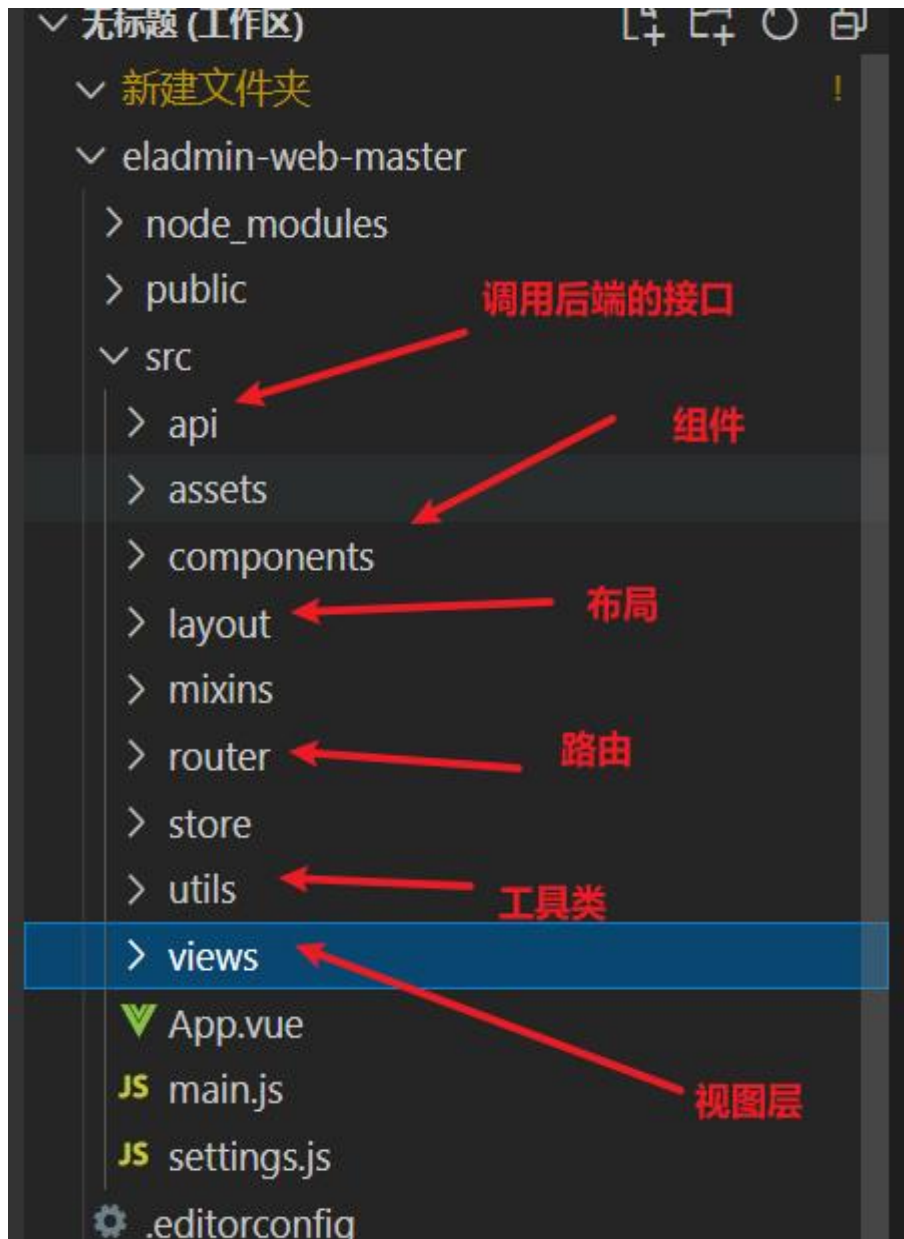 无标题 (工作区)
新建文件夹 !
eladmin-web-master
node_modules
public
调用后端的接口
src
api
组件
assets
components
布局
layout
mixins
路由
router
store
utils
工具类
views
App.vue
JS main.js
视图层
JS settings.js
.editorconfig